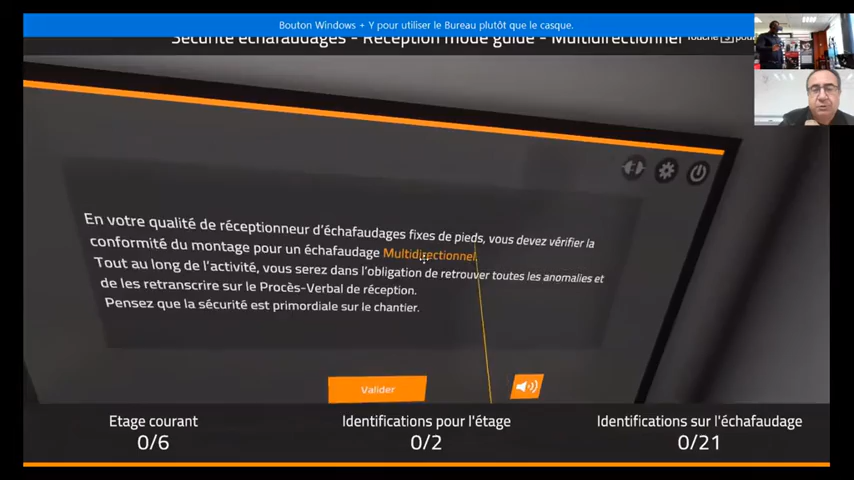 Bouton Windows + Y pour utiliser le Bureau plutôt que le casque.
Sécurité échafaudages - Réception mode guidé - Multidirectionnel
En votre qualité de réceptionneur d'échafaudages fixes de pieds, vous devez vérifier la
conformité du montage pour un échafaudage Multidirectionnel.
Tout au long de l'activité, vous serez dans l'obligation de retrouver toutes les anomalies et
de les retranscrire sur le Procès-Verbal de réception.
Pensez que la sécurité est primordiale sur le chantier.
Valider
Etage courant
0/6
Identifications pour l'étage
0/2
Identifications sur l'échafaudage
0/21